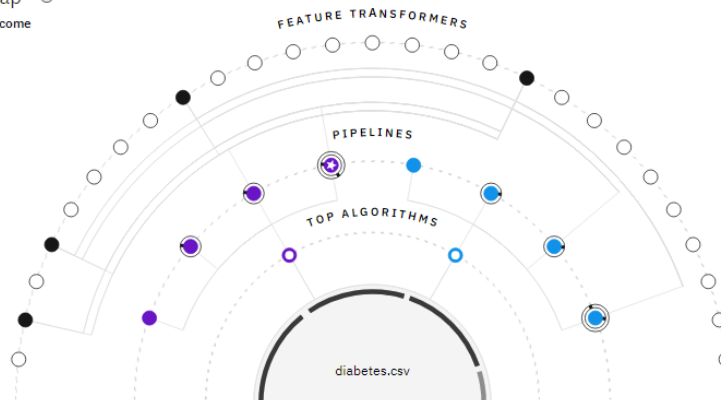 come
FEATURE TRANSFORMERS
PIPELINES
TOP ALGORITHMS
diabetes.csv